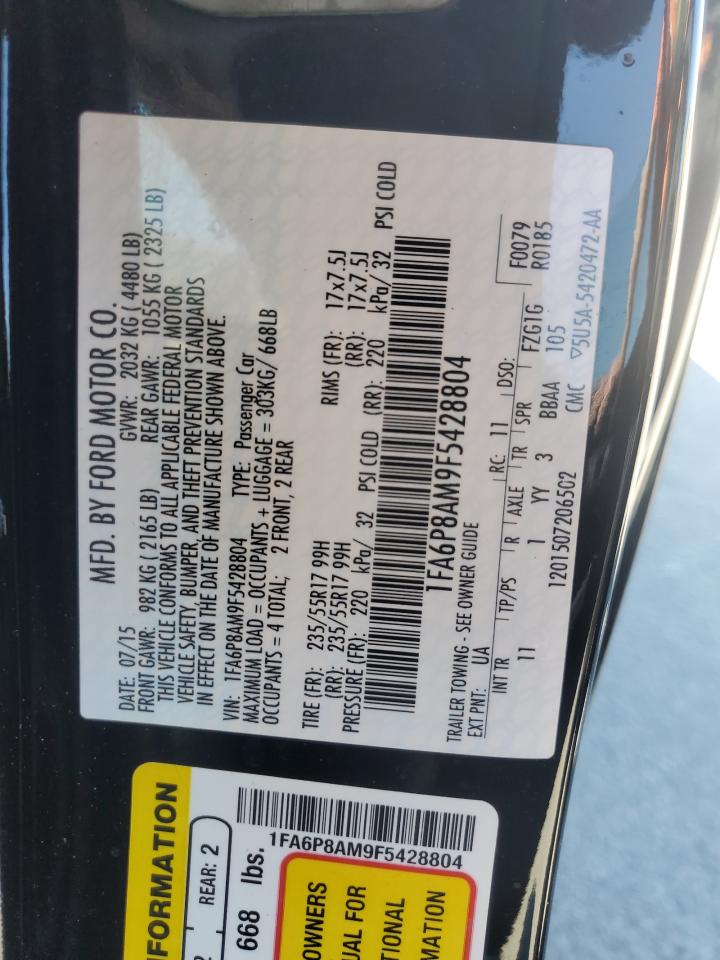 MFD. BY FORD MOTOR CO.
DATE: 07/15 GVWR: 2032 KG ( 4480 LB)
FRONT GAWR: 982 KG ( 2165 LB) REAR GAWR: 1055 KG ( 2325 LB)
THIS VEHICLE CONFORMS TO ALL APPLICABLE FEDERAL MOTOR
VEHICLE SAFETY, BUMPER, AND THEFT PREVENTION STANDARDS
IN EFFECT ON THE DATE OF MANUFACTURE SHOWN ABOVE.
VIN: 1FA6P8AM9F5428804 TYPE: Passenger Car
MAXIMUM LOAD = OCCUPANTS + LUGGAGE = 303KG/ 668LB
OCCUPANTS = 4 TOTAL; 2 FRONT, 2 REAR
TIRE (FR): 235/55R17 99H RIMS (FR): 17x7.5J
(RR): 235/55R17 99H (RR): 17x7.5J
PRESSURE (FR): 220 kPa/ 32 PSI COLD (RR): 220 kPa/ 32 PSI COLD
1FA6P8AM9F5428804
TRAILER TOWING - SEE OWNER GUIDE
EXT PNT: UA RC: 11 DSO:
INT TR TP/PS R AXLE TR SPR FZG1G F0079
11 1 YY 3 BBAA 105 R0185
1201507206502 CMC ▽5U5A-5420472-AA
FORMATION
REAR: 2
668 lbs.
1FA6P8AM9F5428804
OWNERS
UAL FOR
TIONAL
MATION